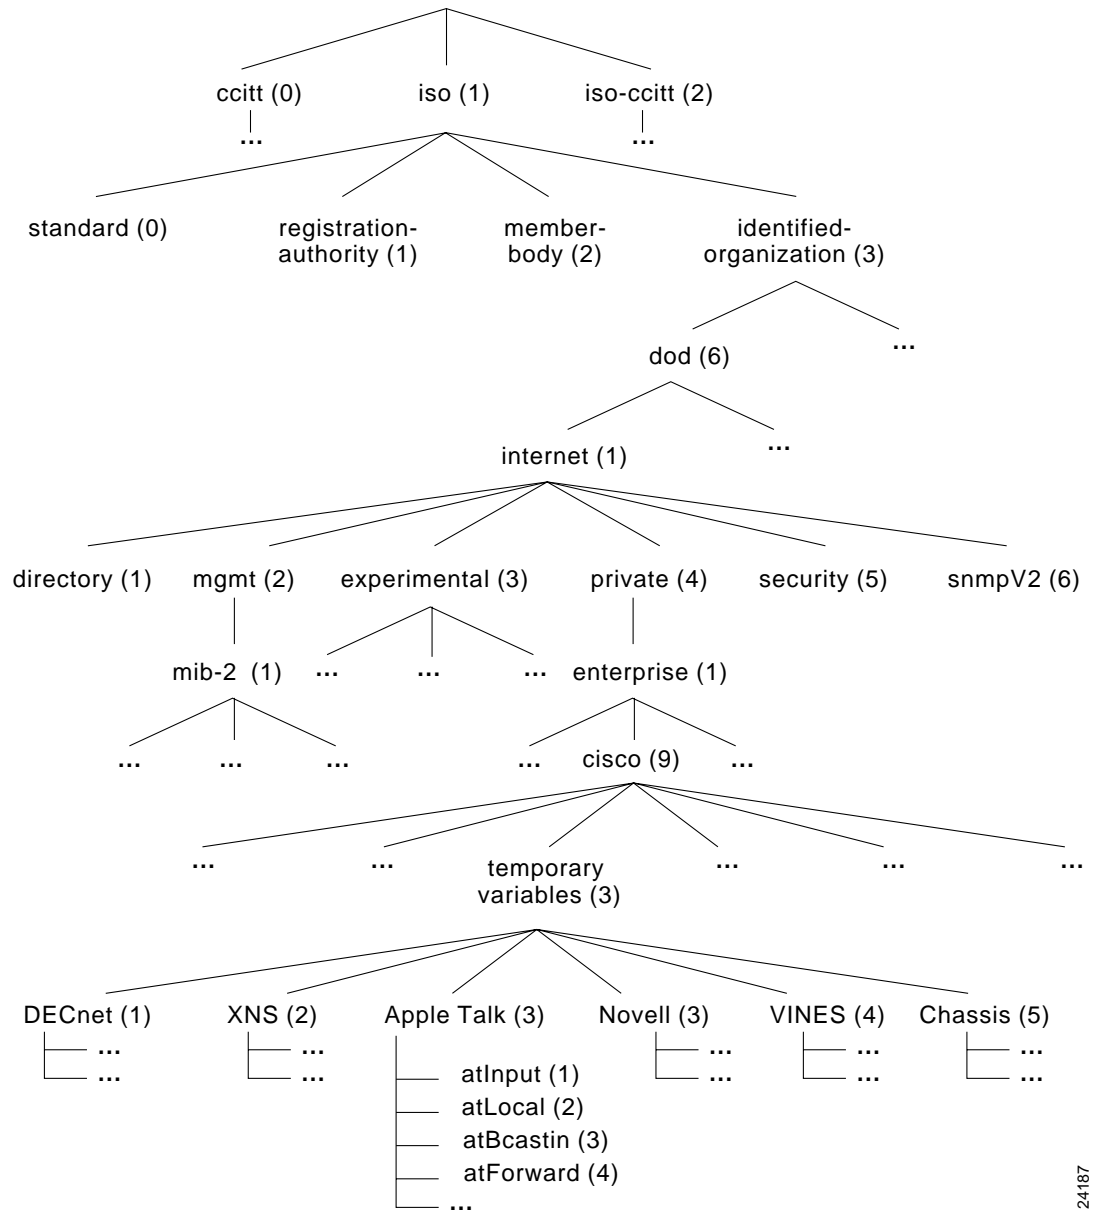 ccitt (0) iso (1) iso-ccitt (2)
... ...
standard (0) registration- member- identified-
authority (1) body (2) organization (3)
...
dod (6)
...
internet (1)
directory (1) mgmt (2) experimental (3) private (4) security (5) snmpV2 (6)
mib-2 (1) ... ... ... enterprise (1)
... ... ... ... cisco (9) ...
... ... temporary ... ... ...
variables (3)
DECnet (1) XNS (2) Apple Talk (3) Novell (3) VINES (4) Chassis (5)
... ... ... ... ...
... ... ... ... ...
atInput (1)
atLocal (2)
atBcastin (3)
atForward (4)
...
24187